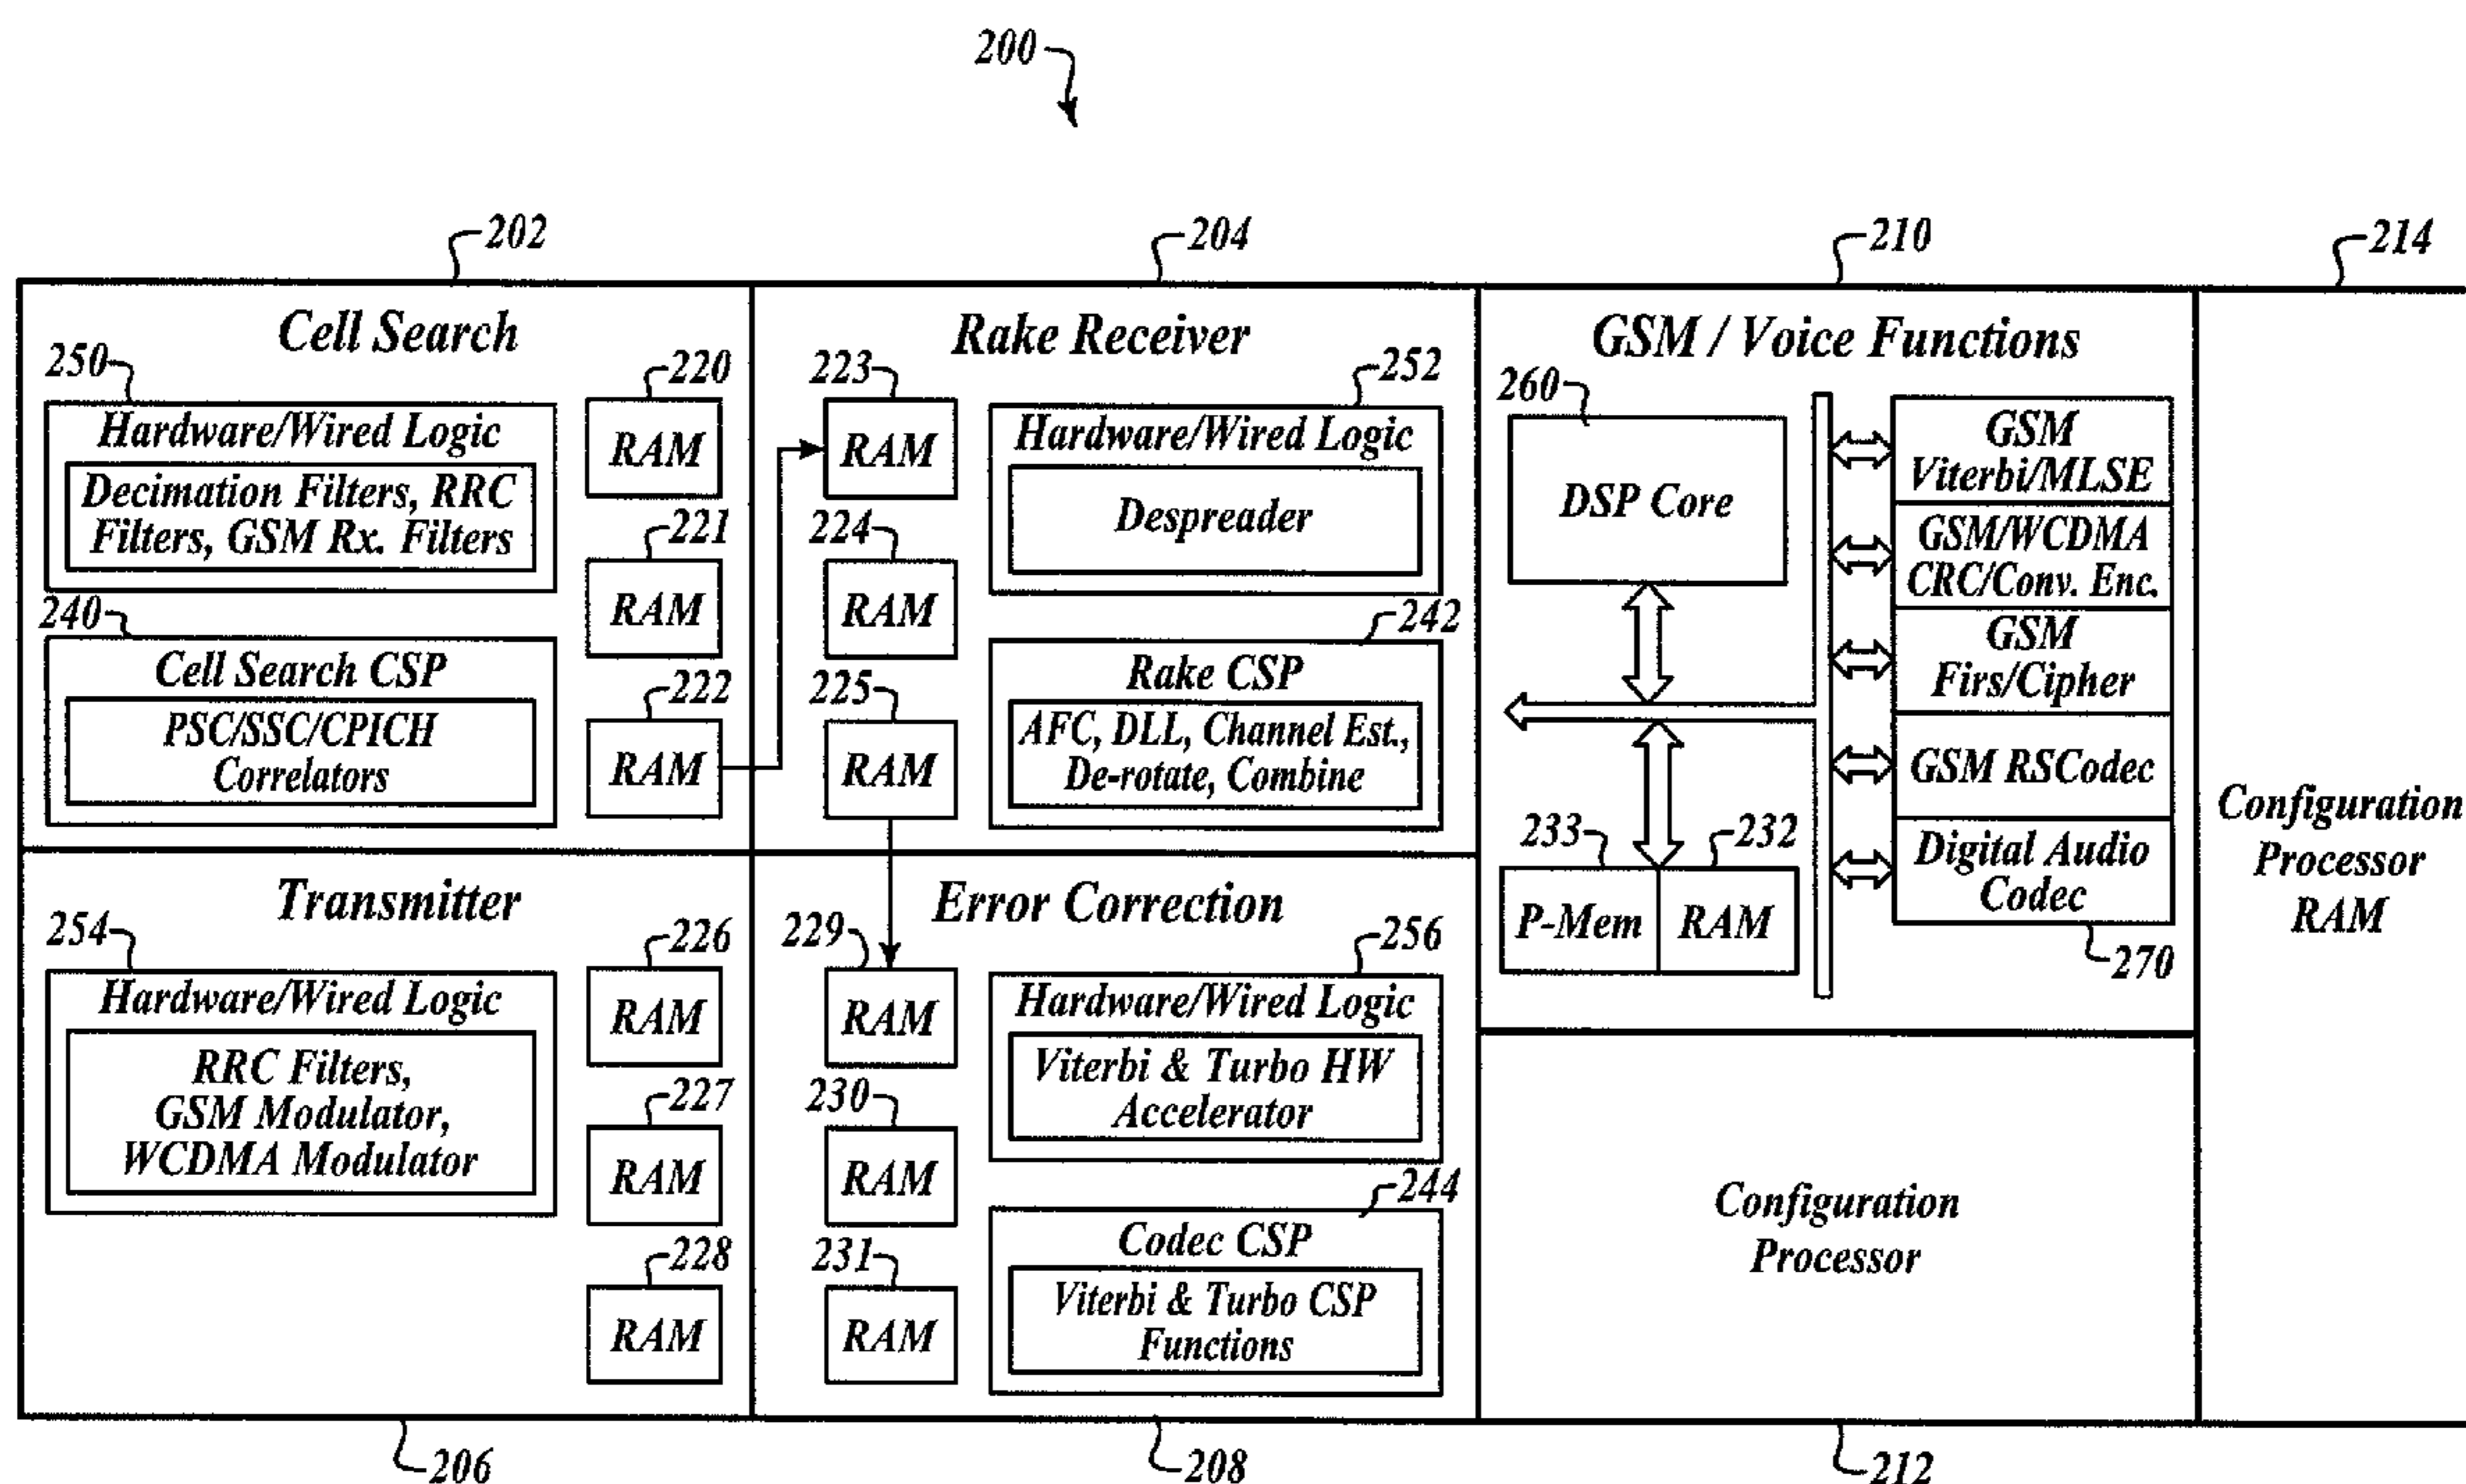 200
202
204
210
214
Cell Search
250
Hardware/Wired Logic
Decimation Filters, RRC
Filters, GSM Rx. Filters
240
Cell Search CSP
PSC/SSC/CPICH
Correlators
220
RAM
221
RAM
222
RAM
Rake Receiver
223
RAM
224
RAM
225
RAM
252
Hardware/Wired Logic
Despreader
242
Rake CSP
AFC, DLL, Channel Est.,
De-rotate, Combine
GSM / Voice Functions
260
DSP Core
GSM
Viterbi/MLSE
GSM/WCDMA
CRC/Conv. Enc.
GSM
Firs/Cipher
GSM RSCodec
Digital Audio
Codec
270
233
232
P-Mem
RAM
Configuration
Processor
RAM
Transmitter
254
Hardware/Wired Logic
RRC Filters,
GSM Modulator,
WCDMA Modulator
226
RAM
227
RAM
228
RAM
Error Correction
229
RAM
230
RAM
231
RAM
256
Hardware/Wired Logic
Viterbi & Turbo HW
Accelerator
244
Codec CSP
Viterbi & Turbo CSP
Functions
Configuration
Processor
206
208
212